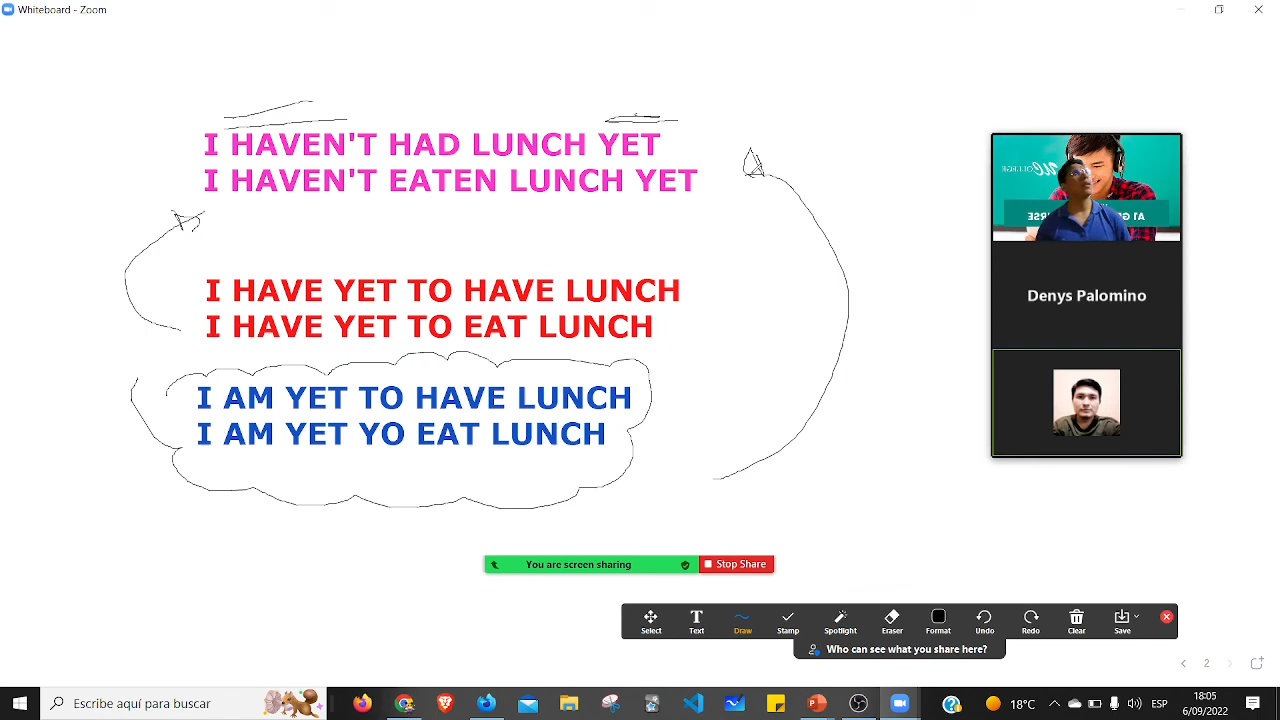 Whiteboard - Zoom
I HAVEN'T HAD LUNCH YET
I HAVEN'T EATEN LUNCH YET
I HAVE YET TO HAVE LUNCH
I HAVE YET TO EAT LUNCH
I AM YET TO HAVE LUNCH
I AM YET YO EAT LUNCH
Denys Palomino
You are screen sharing
Stop Share
Select Text Draw Stamp Spotlight Eraser Format Undo Redo Clear Save
Who can see what you share here?
2
Escribe aquí para buscar
18°C
ESP
18:05
6/09/2022